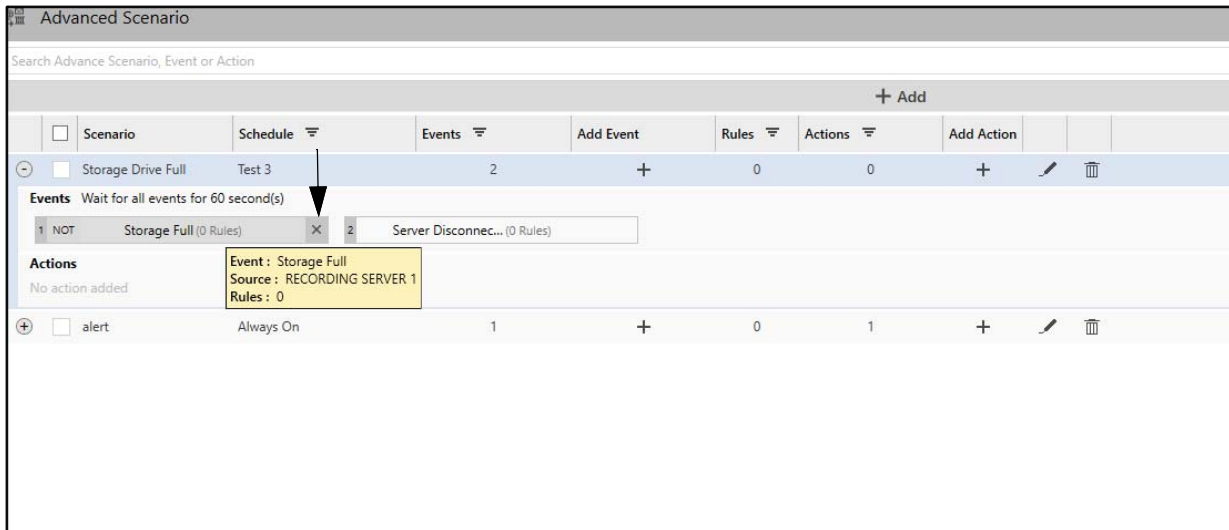 Advanced Scenario
Search Advance Scenario, Event or Action
+ Add
Scenario Schedule Events Add Event Rules Actions Add Action
Storage Drive Full Test 3 2 + 0 0 +
Events Wait for all events for 60 second(s)
1 NOT Storage Full (0 Rules) × 2 Server Disconnec... (0 Rules)
Actions
No action added
Event : Storage Full
Source : RECORDING SERVER 1
Rules : 0
alert Always On 1 + 0 1 +